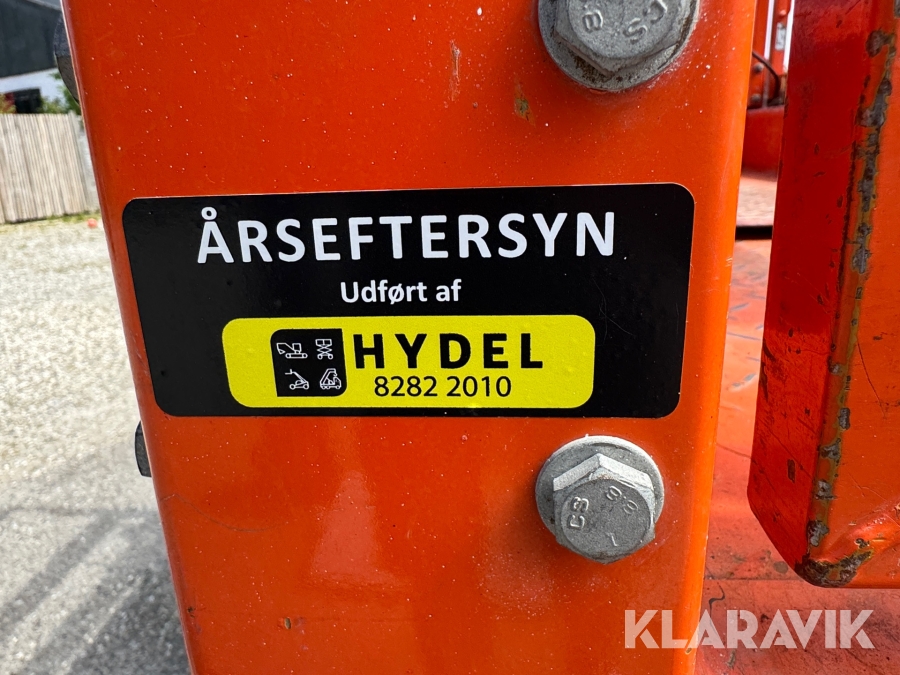 ÅRSEFTERSYN
Udført af
HYDEL
8282 2010
KLARAVIK